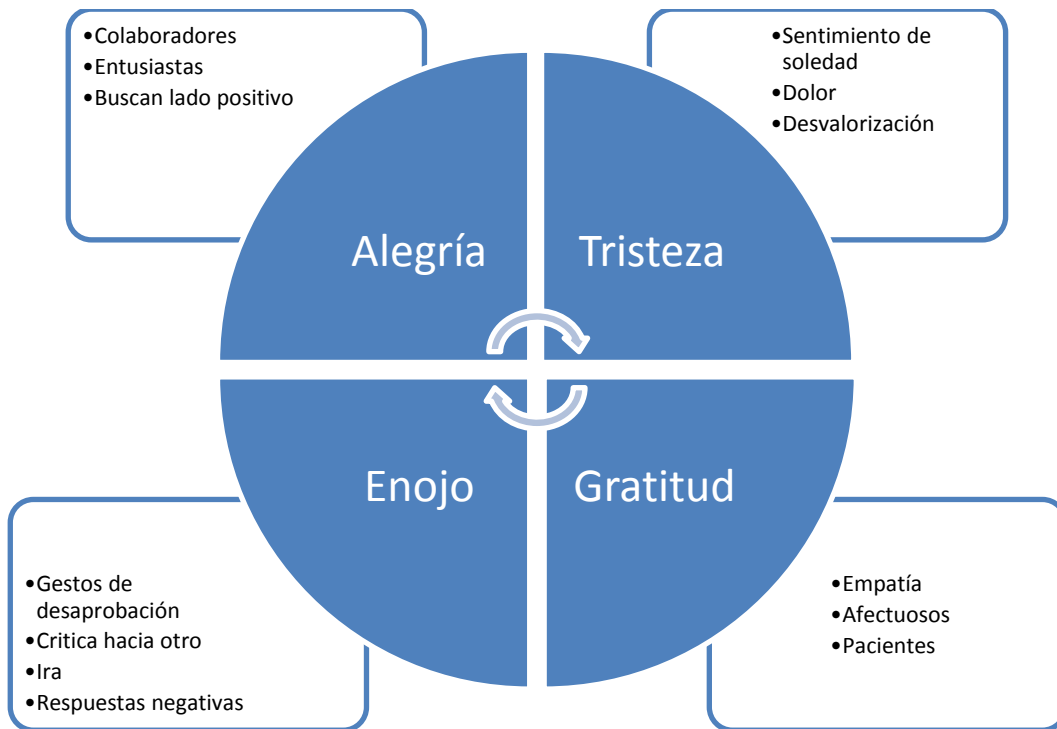 •Colaboradores
•Entusiastas
•Buscan lado positivo
•Sentimiento de
soledad
•Dolor
•Desvalorización
Alegría
Tristeza
Enojo
Gratitud
•Gestos de
desaprobación
•Critica hacia otro
•Ira
•Respuestas negativas
•Empatía
•Afectuosos
•Pacientes